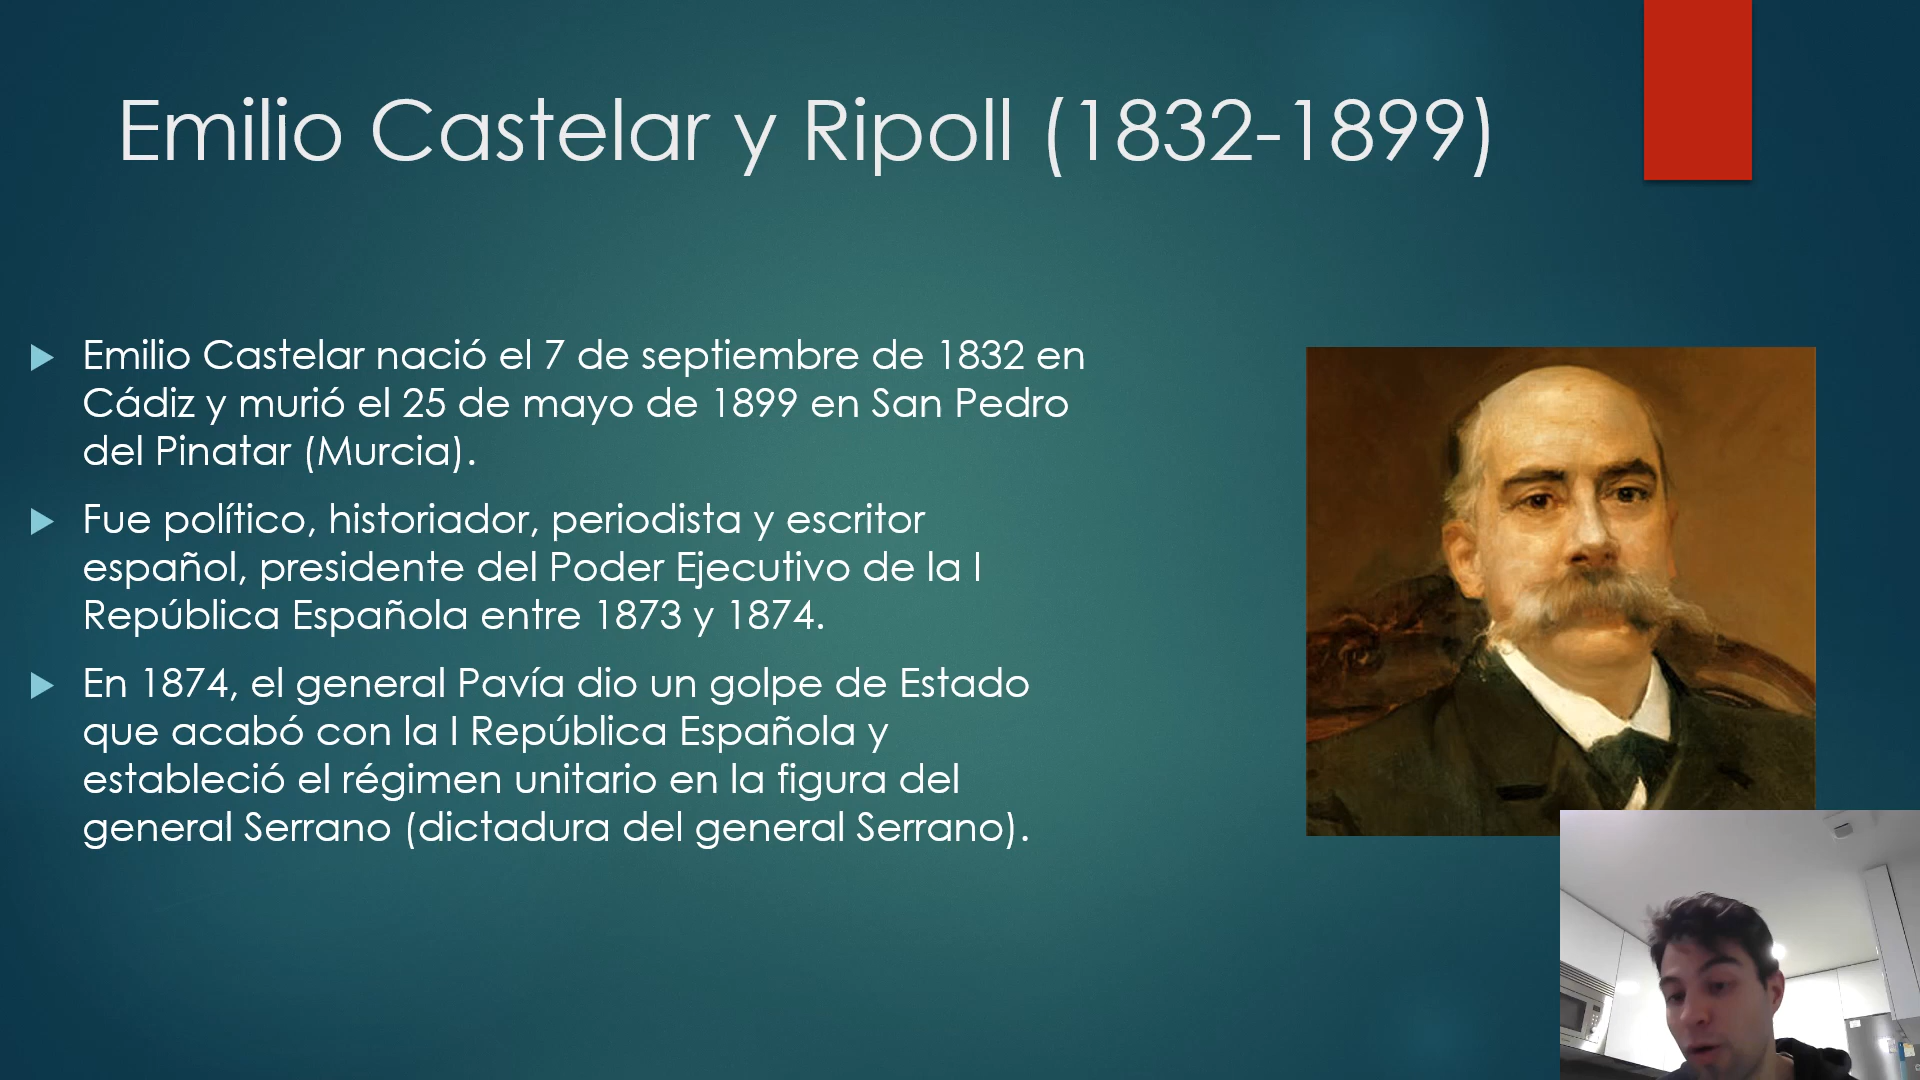 Emilio Castelar y Ripoll (1832-1899)
Emilio Castelar nació el 7 de septiembre de 1832 en
Cádiz y murió el 25 de mayo de 1899 en San Pedro
del Pinatar (Murcia).
Fue político, historiador, periodista y escritor
español, presidente del Poder Ejecutivo de la I
República Española entre 1873 y 1874.
En 1874, el general Pavía dio un golpe de Estado
que acabó con la I República Española y
estableció el régimen unitario en la figura del
general Serrano (dictadura del general Serrano).